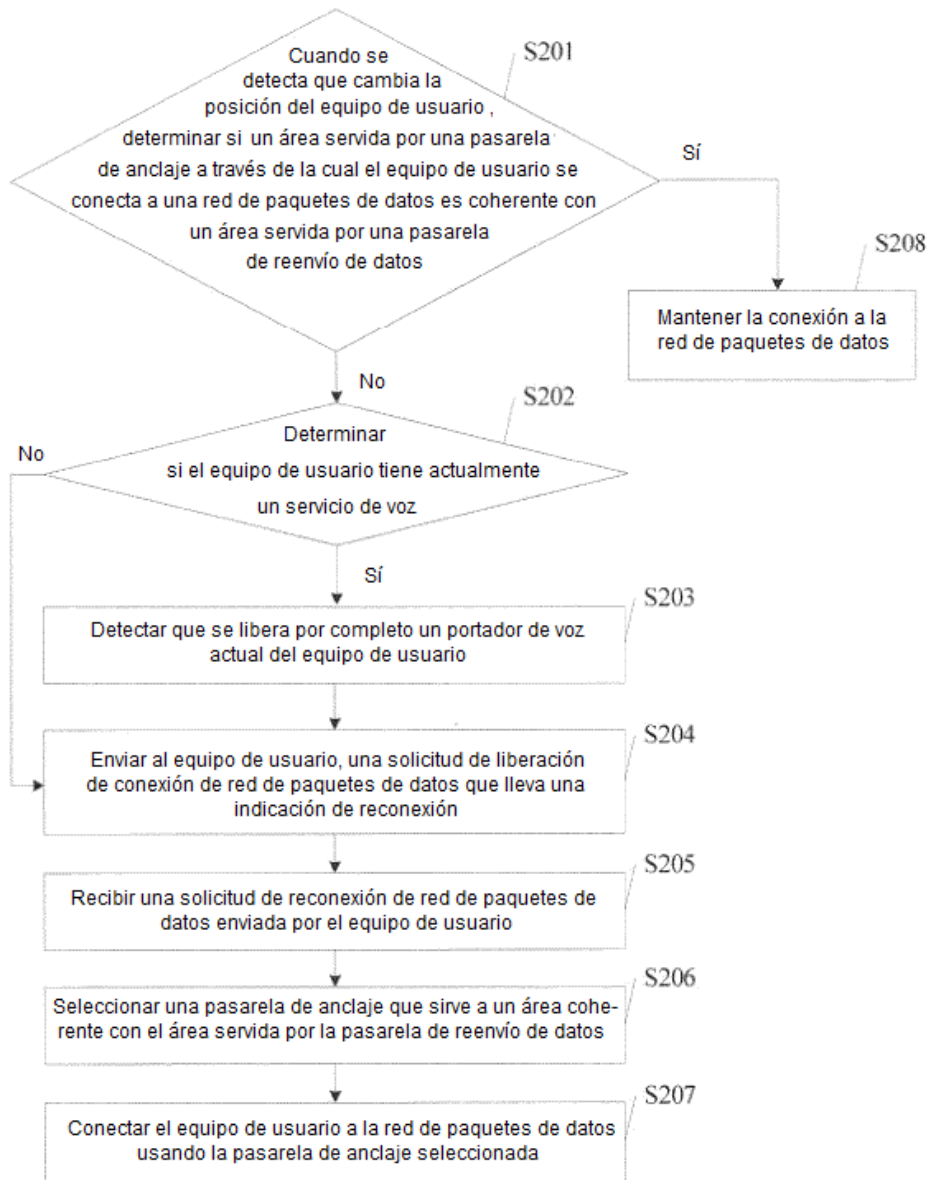 S201
Cuando se
detecta que cambia la
posición del equipo de usuario ,
determinar si un área servida por una pasarela
de anclaje a través de la cual el equipo de usuario se
conecta a una red de paquetes de datos es coherente con
un área servida por una pasarela
de reenvío de datos
Sí
S208
Mantener la conexión a la
red de paquetes de datos
No
S202
Determinar
si el equipo de usuario tiene actualmente
un servicio de voz
No
Sí
S203
Detectar que se libera por completo un portador de voz
actual del equipo de usuario
S204
Enviar al equipo de usuario, una solicitud de liberación
de conexión de red de paquetes de datos que lleva una
indicación de reconexión
S205
Recibir una solicitud de reconexión de red de paquetes de
datos enviada por el equipo de usuario
S206
Seleccionar una pasarela de anclaje que sirve a un área cohe-
rente con el área servida por la pasarela de reenvío de datos
S207
Conectar el equipo de usuario a la red de paquetes de datos
usando la pasarela de anclaje seleccionada